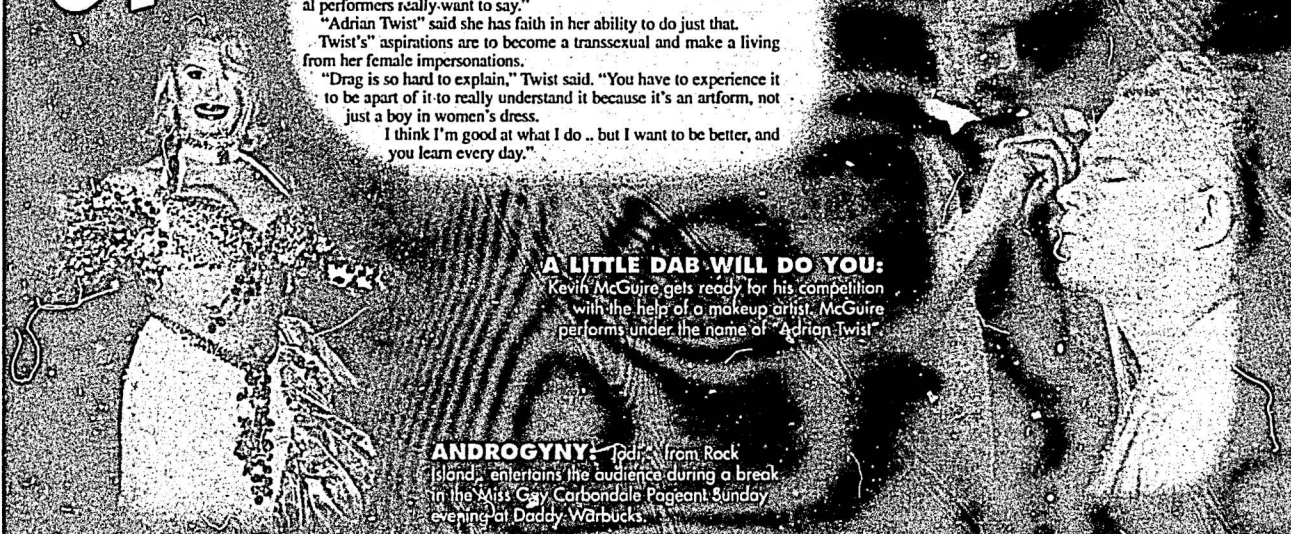 al performers really want to say."
"Adrian Twist" said she has faith in her ability to do just that.
Twist's" aspirations are to become a transsexual and make a living
from her female impersonations.
"Drag is so hard to explain," Twist said. "You have to experience it
to be apart of it to really understand it because it's an artform, not
just a boy in women's dress.
I think I'm good at what I do .. but I want to be better, and
you learn every day."
A LITTLE DAB WILL DO YOU:
Kevin McGuire gets ready for his competition
with the help of a makeup artist. McGuire
performs under the name of "Adrian Twist".
ANDROGYNY: from Rock
Island, entertains the audience during a break
in the Miss Gay Carbondale Pageant Sunday
evening at Daddy Warbucks.